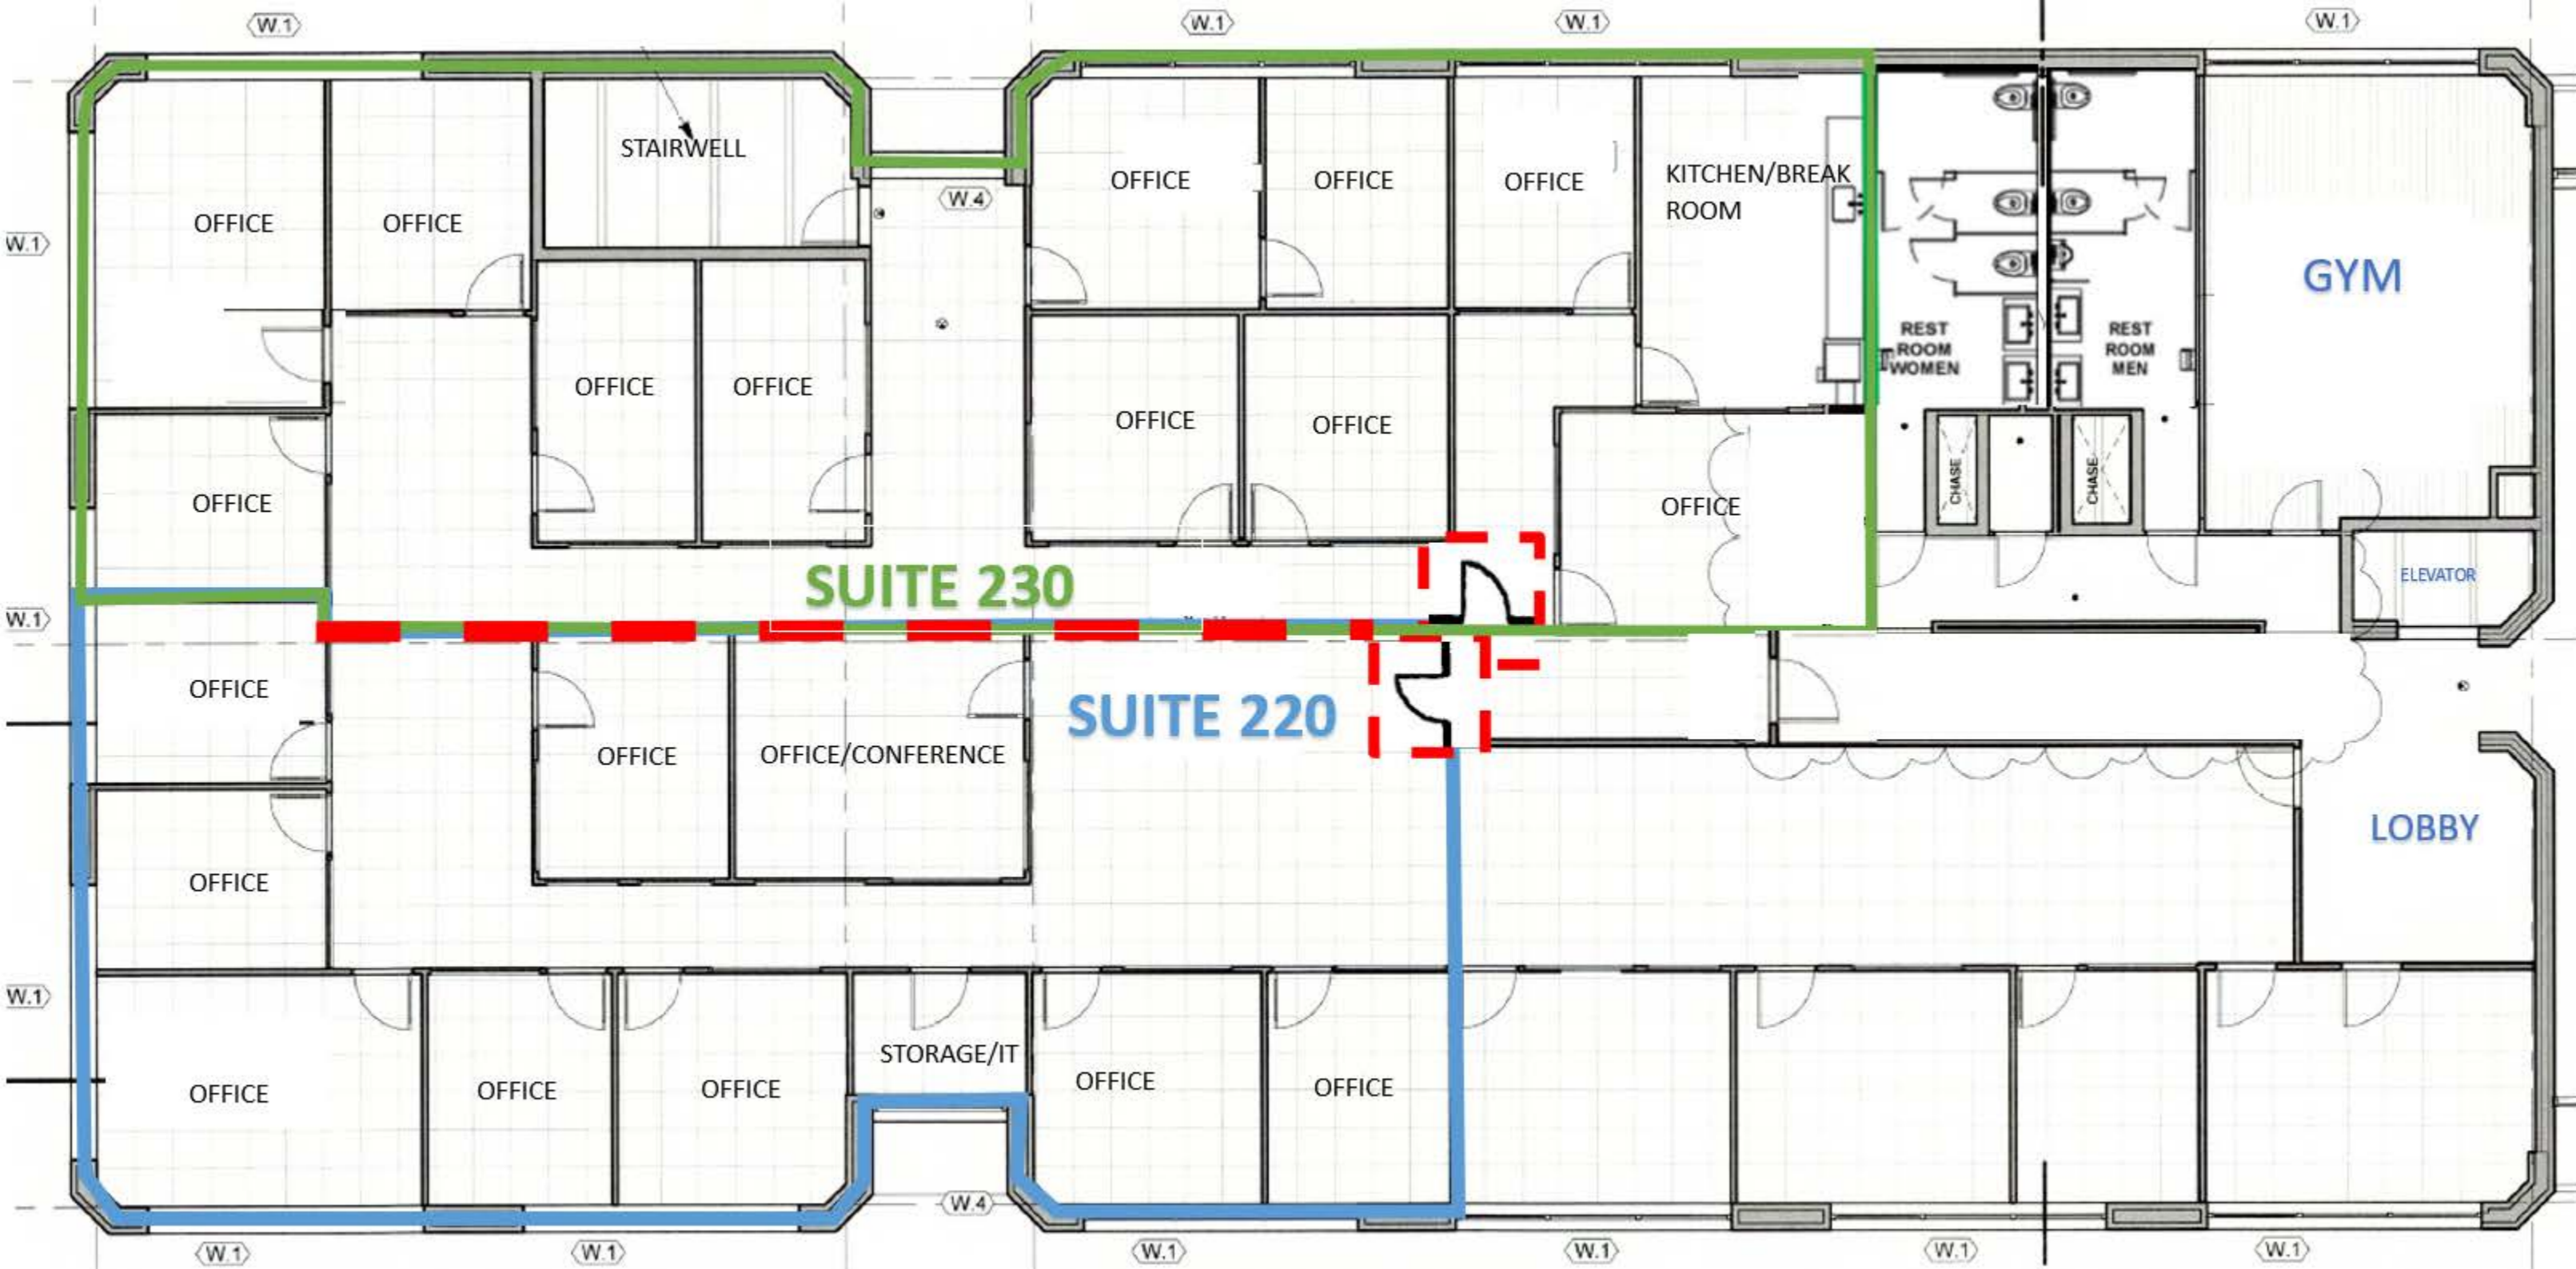 W.1
W.1
W.1
W.1
STAIRWELL
KITCHEN/BREAK
ROOM
OFFICE
OFFICE
OFFICE
W.4
OFFICE
OFFICE
W.1
GYM
REST
ROOM
WOMEN
REST
ROOM
MEN
OFFICE
OFFICE
OFFICE
OFFICE
CHASE
CHASE
OFFICE
OFFICE
ELEVATOR
SUITE 230
W.1
OFFICE
SUITE 220
OFFICE
OFFICE/CONFERENCE
LOBBY
OFFICE
W.1
STORAGE/IT
OFFICE
OFFICE
OFFICE
OFFICE
OFFICE
W.4
W.1
W.1
W.1
W.1
W.1
W.1